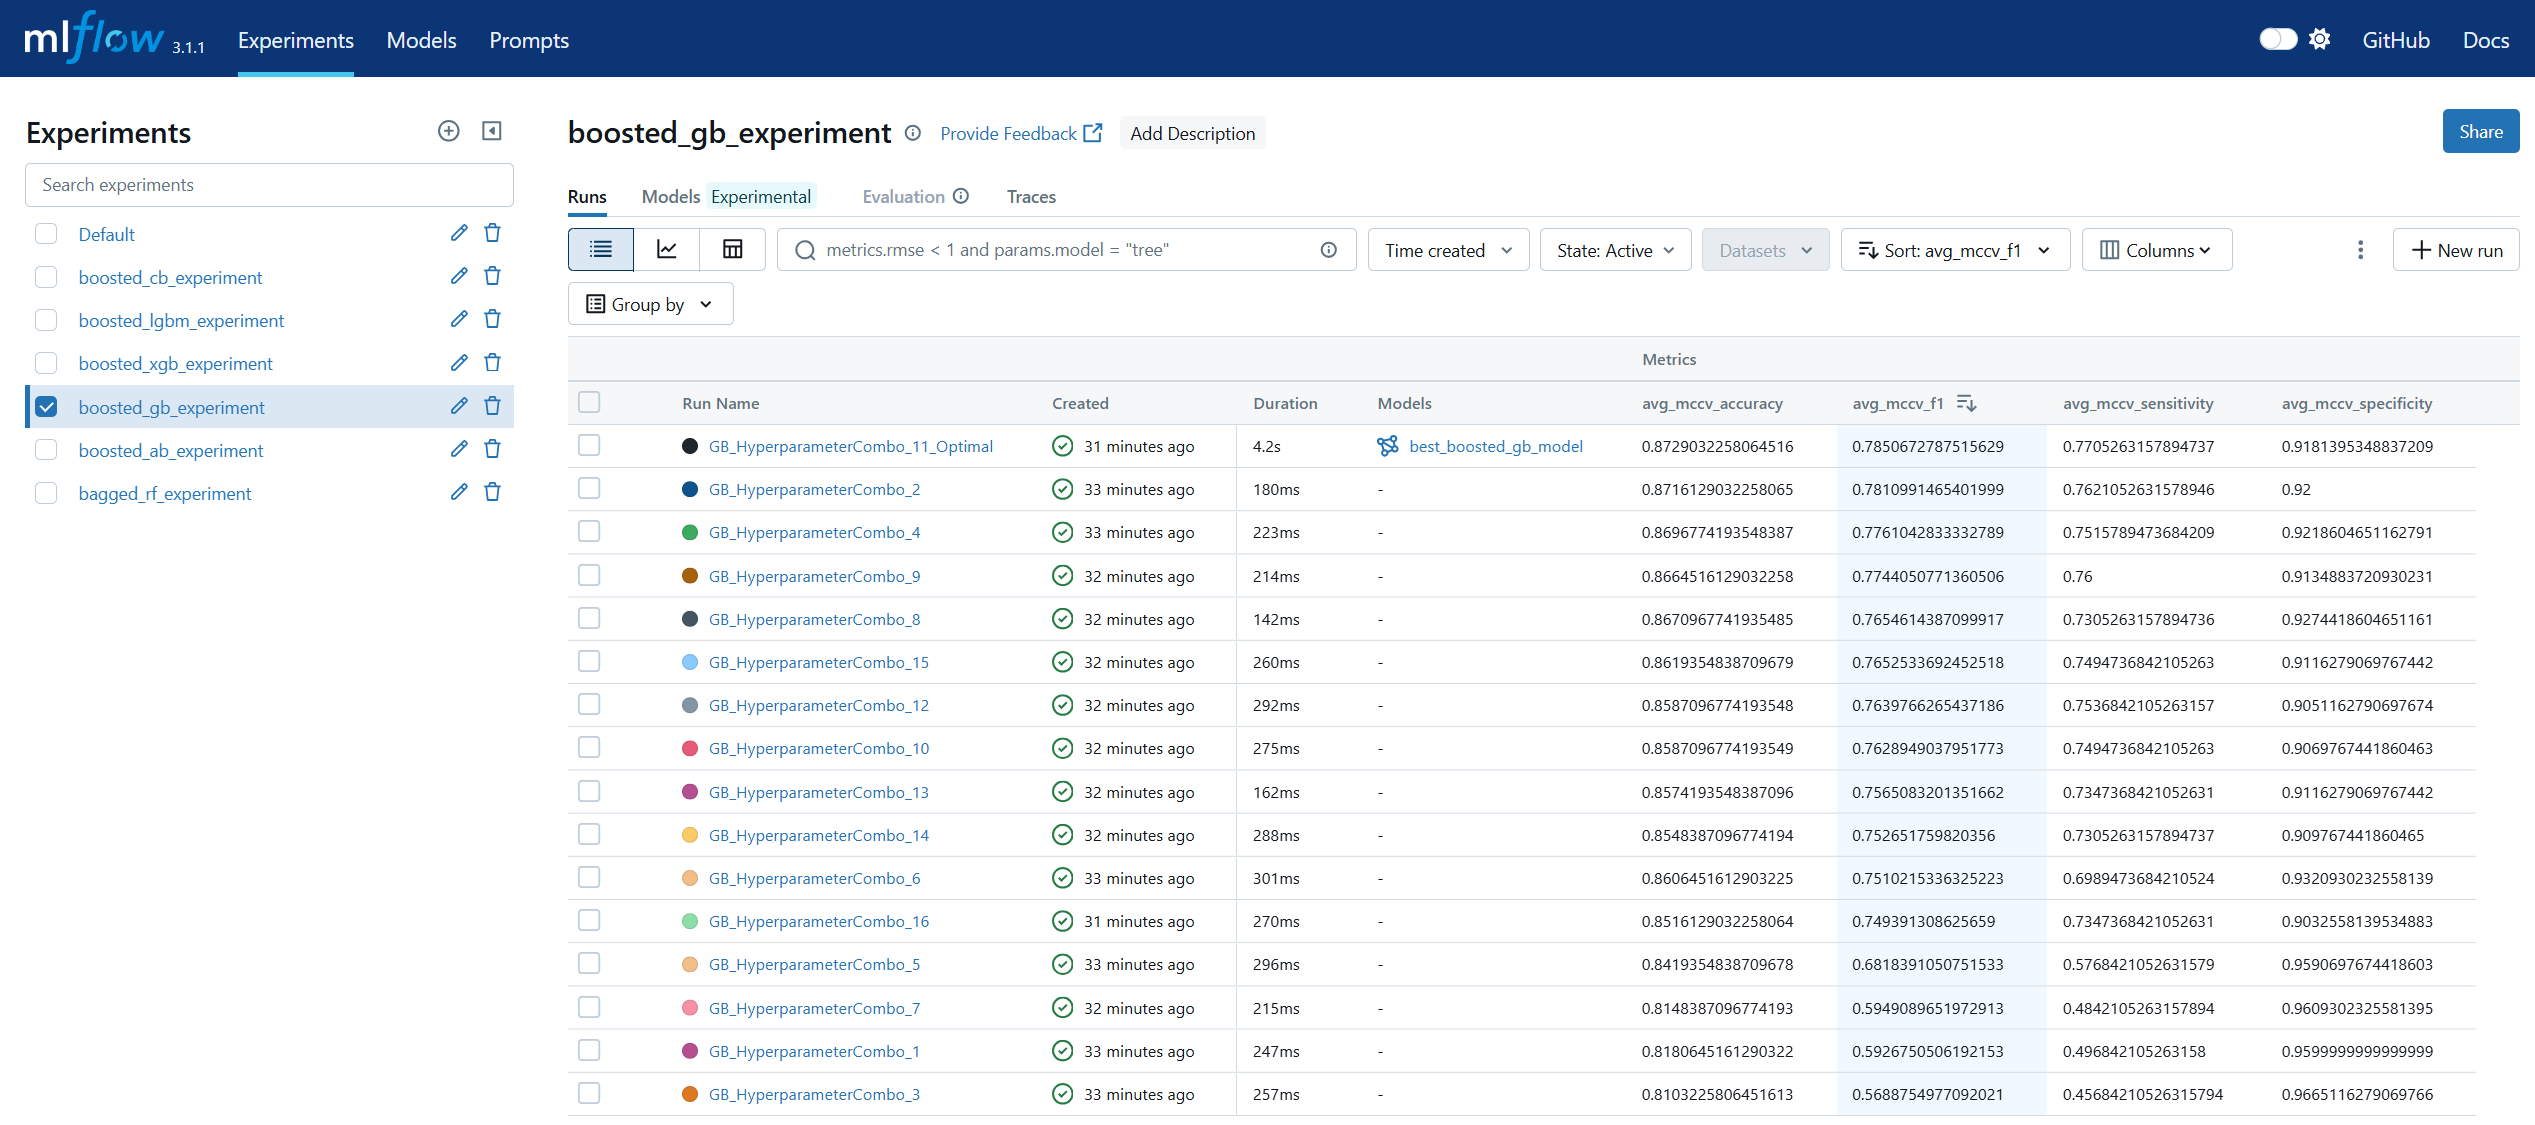 mlflow 3.1.1 Experiments Models Prompts GitHub Docs
Experiments
Search experiments
Default
boosted_cb_experiment
boosted_lgbm_experiment
boosted_xgb_experiment
boosted_gb_experiment
boosted_ab_experiment
bagged_rf_experiment
boosted_gb_experiment Provide Feedback Add Description Share
Runs Models Experimental Evaluation Traces
metrics.rmse < 1 and params.model = "tree" Time created State: Active Datasets Sort: avg_mccv_f1 Columns New run
Group by
Metrics
Run Name Created Duration Models avg_mccv_accuracy avg_mccv_f1 avg_mccv_sensitivity avg_mccv_specificity
GB_HyperparameterCombo_11_Optimal 31 minutes ago 4.2s best_boosted_gb_model 0.8729032258064516 0.7850672787515629 0.7705263157894737 0.9181395348837209
GB_HyperparameterCombo_2 33 minutes ago 180ms - 0.8716129032258065 0.7810991465401999 0.7621052631578946 0.92
GB_HyperparameterCombo_4 33 minutes ago 223ms - 0.8696774193548387 0.7761042833332789 0.7515789473684209 0.9218604651162791
GB_HyperparameterCombo_9 32 minutes ago 214ms - 0.8664516129032258 0.7744050771360506 0.76 0.9134883720930231
GB_HyperparameterCombo_8 32 minutes ago 142ms - 0.8670967741935485 0.7654614387099917 0.7305263157894736 0.9274418604651161
GB_HyperparameterCombo_15 32 minutes ago 260ms - 0.8619354838709679 0.7652533692452518 0.7494736842105263 0.9116279069767442
GB_HyperparameterCombo_12 32 minutes ago 292ms - 0.8587096774193548 0.7639766265437186 0.7536842105263157 0.9051162790697674
GB_HyperparameterCombo_10 32 minutes ago 275ms - 0.8587096774193549 0.7628949037951773 0.7494736842105263 0.9069767441860463
GB_HyperparameterCombo_13 32 minutes ago 162ms - 0.8574193548387096 0.7565083201351662 0.7347368421052631 0.9116279069767442
GB_HyperparameterCombo_14 32 minutes ago 288ms - 0.8548387096774194 0.752651759820356 0.7305263157894737 0.909767441860465
GB_HyperparameterCombo_6 33 minutes ago 301ms - 0.8606451612903225 0.7510215336325223 0.6989473684210524 0.9320930232558139
GB_HyperparameterCombo_16 31 minutes ago 270ms - 0.8516129032258064 0.749391308625659 0.7347368421052631 0.9032558139534883
GB_HyperparameterCombo_5 33 minutes ago 296ms - 0.8419354838709678 0.6818391050751533 0.5768421052631579 0.9590697674418603
GB_HyperparameterCombo_7 32 minutes ago 215ms - 0.8148387096774193 0.5949089651972913 0.4842105263157894 0.9609302325581395
GB_HyperparameterCombo_1 33 minutes ago 247ms - 0.8180645161290322 0.5926750506192153 0.496842105263158 0.9599999999999999
GB_HyperparameterCombo_3 33 minutes ago 257ms - 0.8103225806451613 0.5688754977092021 0.45684210526315794 0.9665116279069766